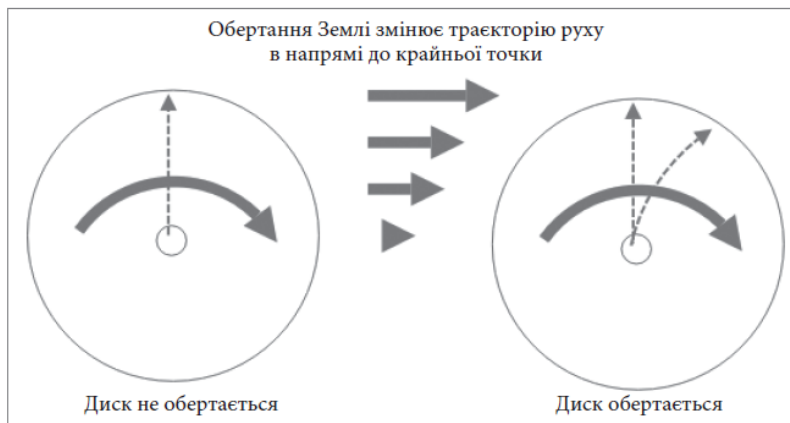 Обертання Землі змінює траєкторію руху
в напрямі до крайньої точки
Диск не обертається
Диск обертається